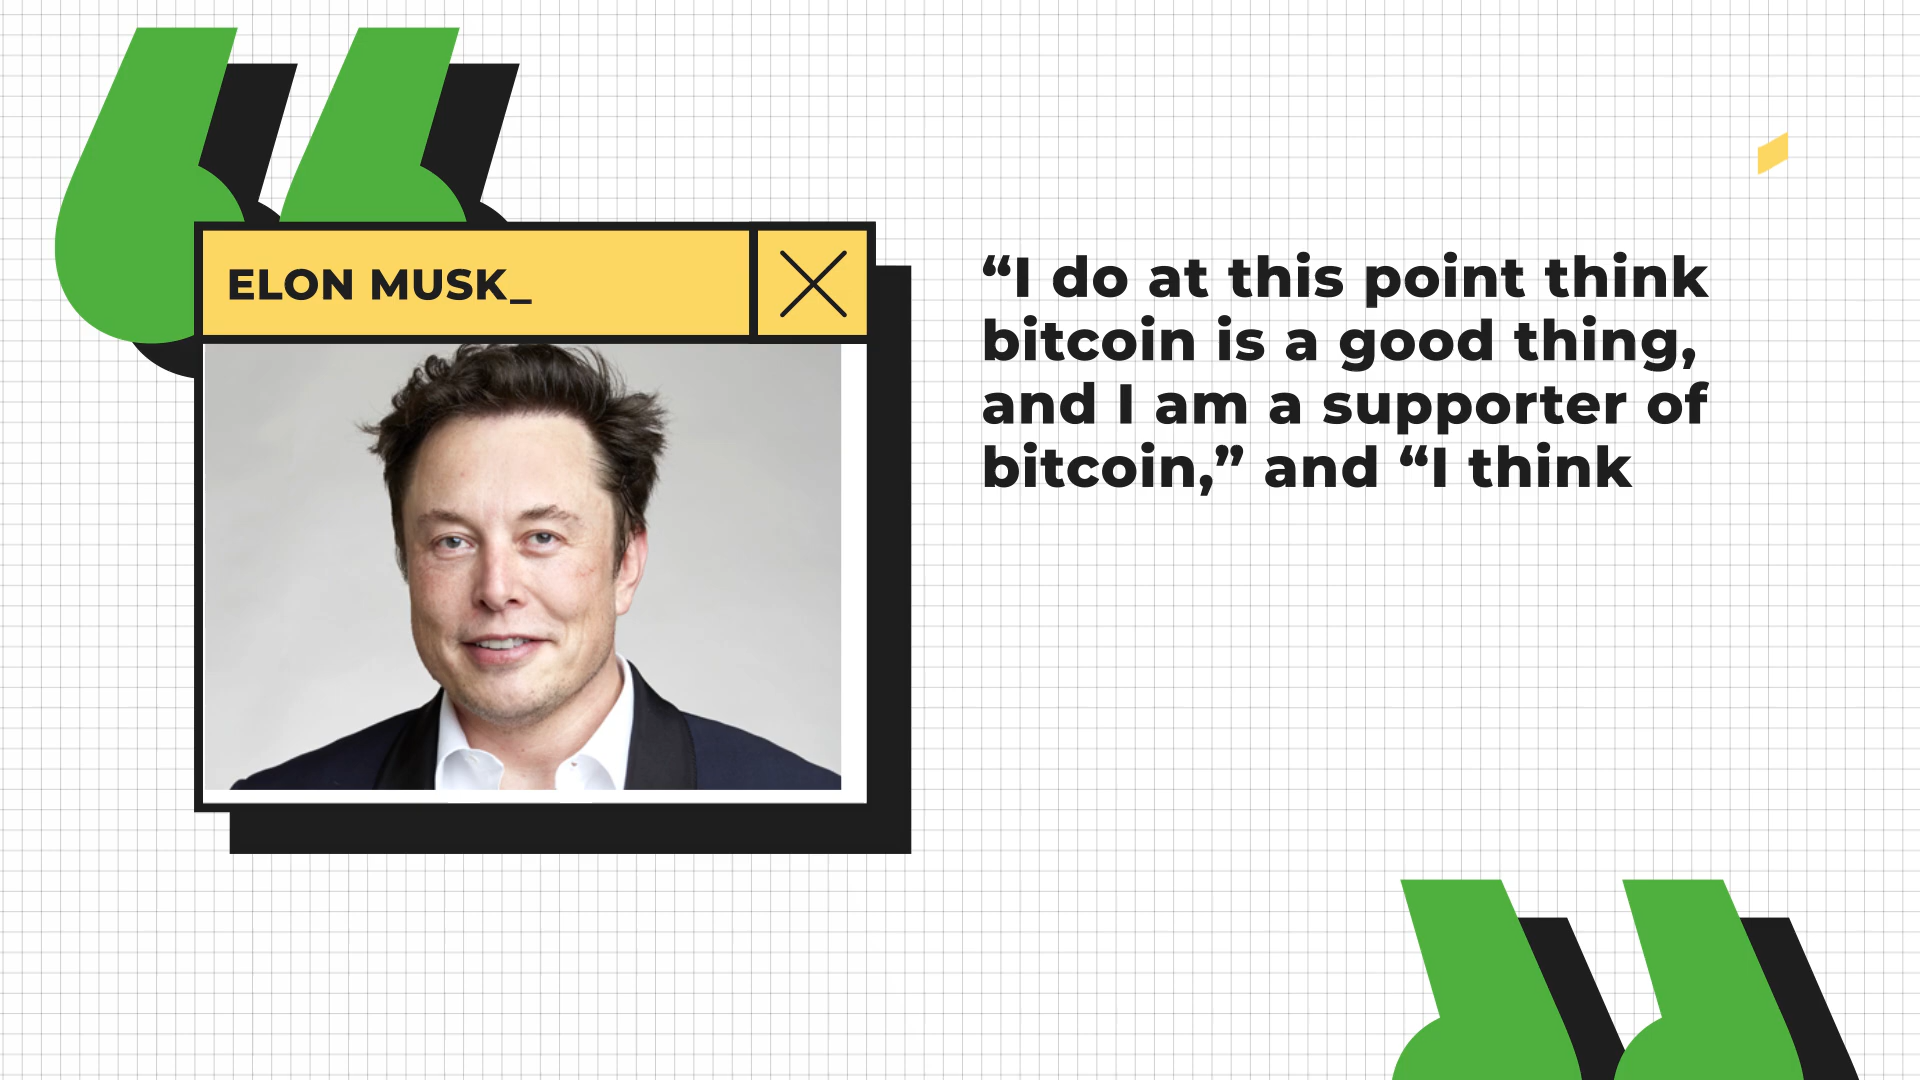 ELON MUSK_
“I do at this point think
bitcoin is a good thing,
and I am a supporter of
bitcoin,” and “I think